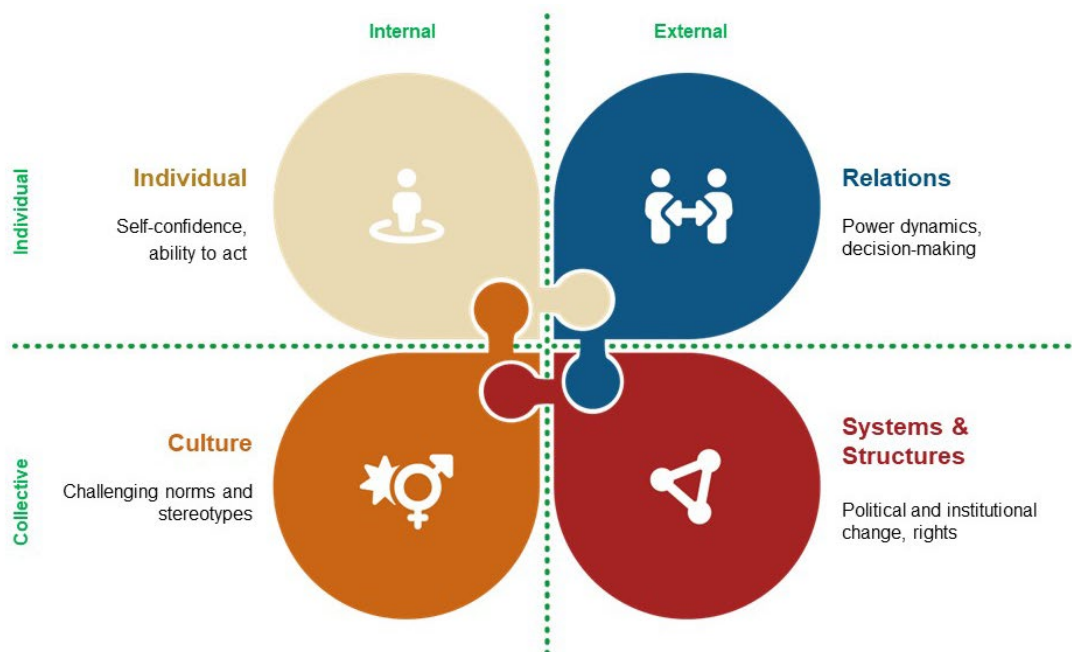 Internal
External
Individual
Individual
Self-confidence,
ability to act
Relations
Power dynamics,
decision-making
Collective
Culture
Challenging norms and
stereotypes
Systems &
Structures
Political and institutional
change, rights